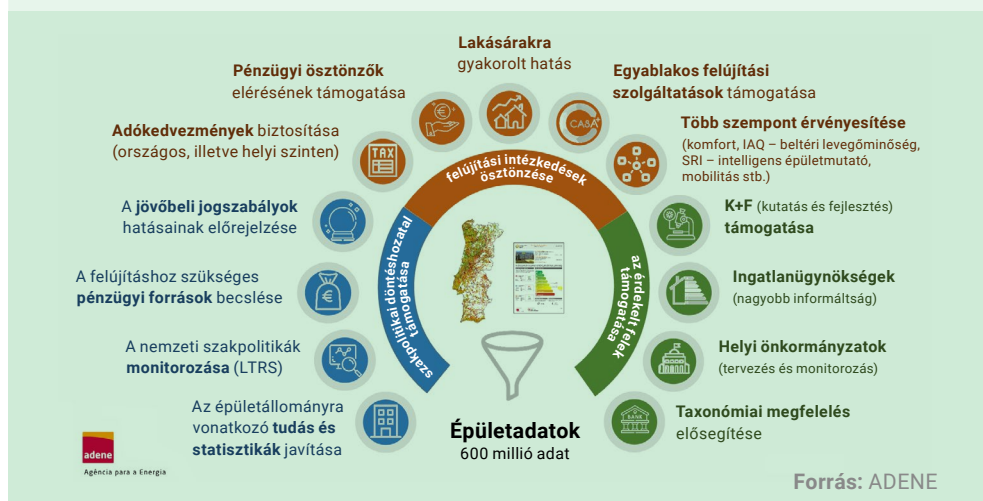 Lakásárakra
gyakorolt hatás
Pénzügyi ösztönzők
elérésének támogatása
Egyablakos felújítási
szolgáltatások támogatása
Adókedvezmények biztosítása
(országos, illetve helyi szinten)
TAX
CASA+
Több szempont érvényesítése
(komfort, IAQ – beltéri levegőminőség,
SRI – intelligens épületmutató,
mobilitás stb.)
felújítási intézkedések
ösztönzése
A jövőbeli jogszabályok
hatásainak előrejelzése
K+F (kutatás és fejlesztés)
támogatása
szakpolitikai döntéshozatal
támogatása
az érdekelt felek
támogatása
A felújításhoz szükséges
pénzügyi források becslése
Ingatlanügynökségek
(nagyobb informáltság)
A nemzeti szakpolitikák
monitorozása (LTRS)
Helyi önkormányzatok
(tervezés és monitorozás)
Az épületállományra
vonatkozó tudás és
statisztikák javítása
Épületadatok
600 millió adat
BANK
Taxonómiai megfelelés
elősegítése
adene
Agência para a Energia
Forrás: ADENE